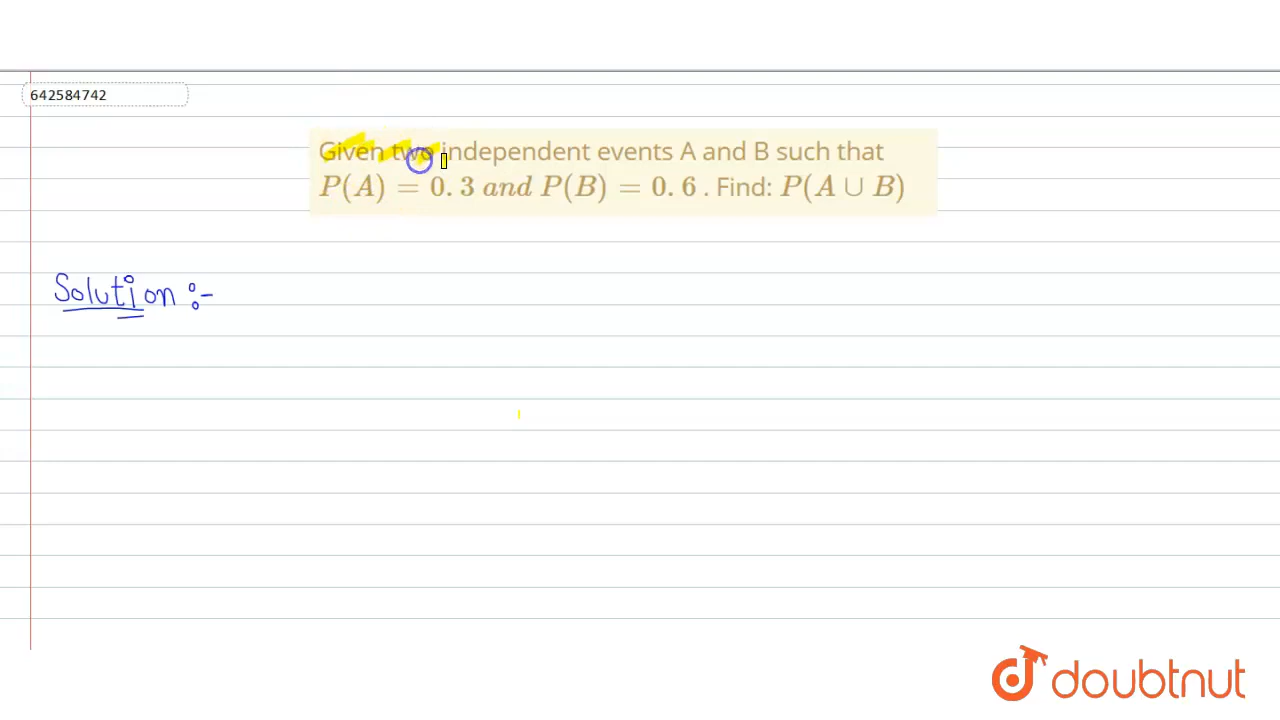 642584742
Given two independent events A and B such that
P(A) = 0.3 and P(B) = 0.6 . Find: P(A ∪ B)
Solution :-
doubtnut